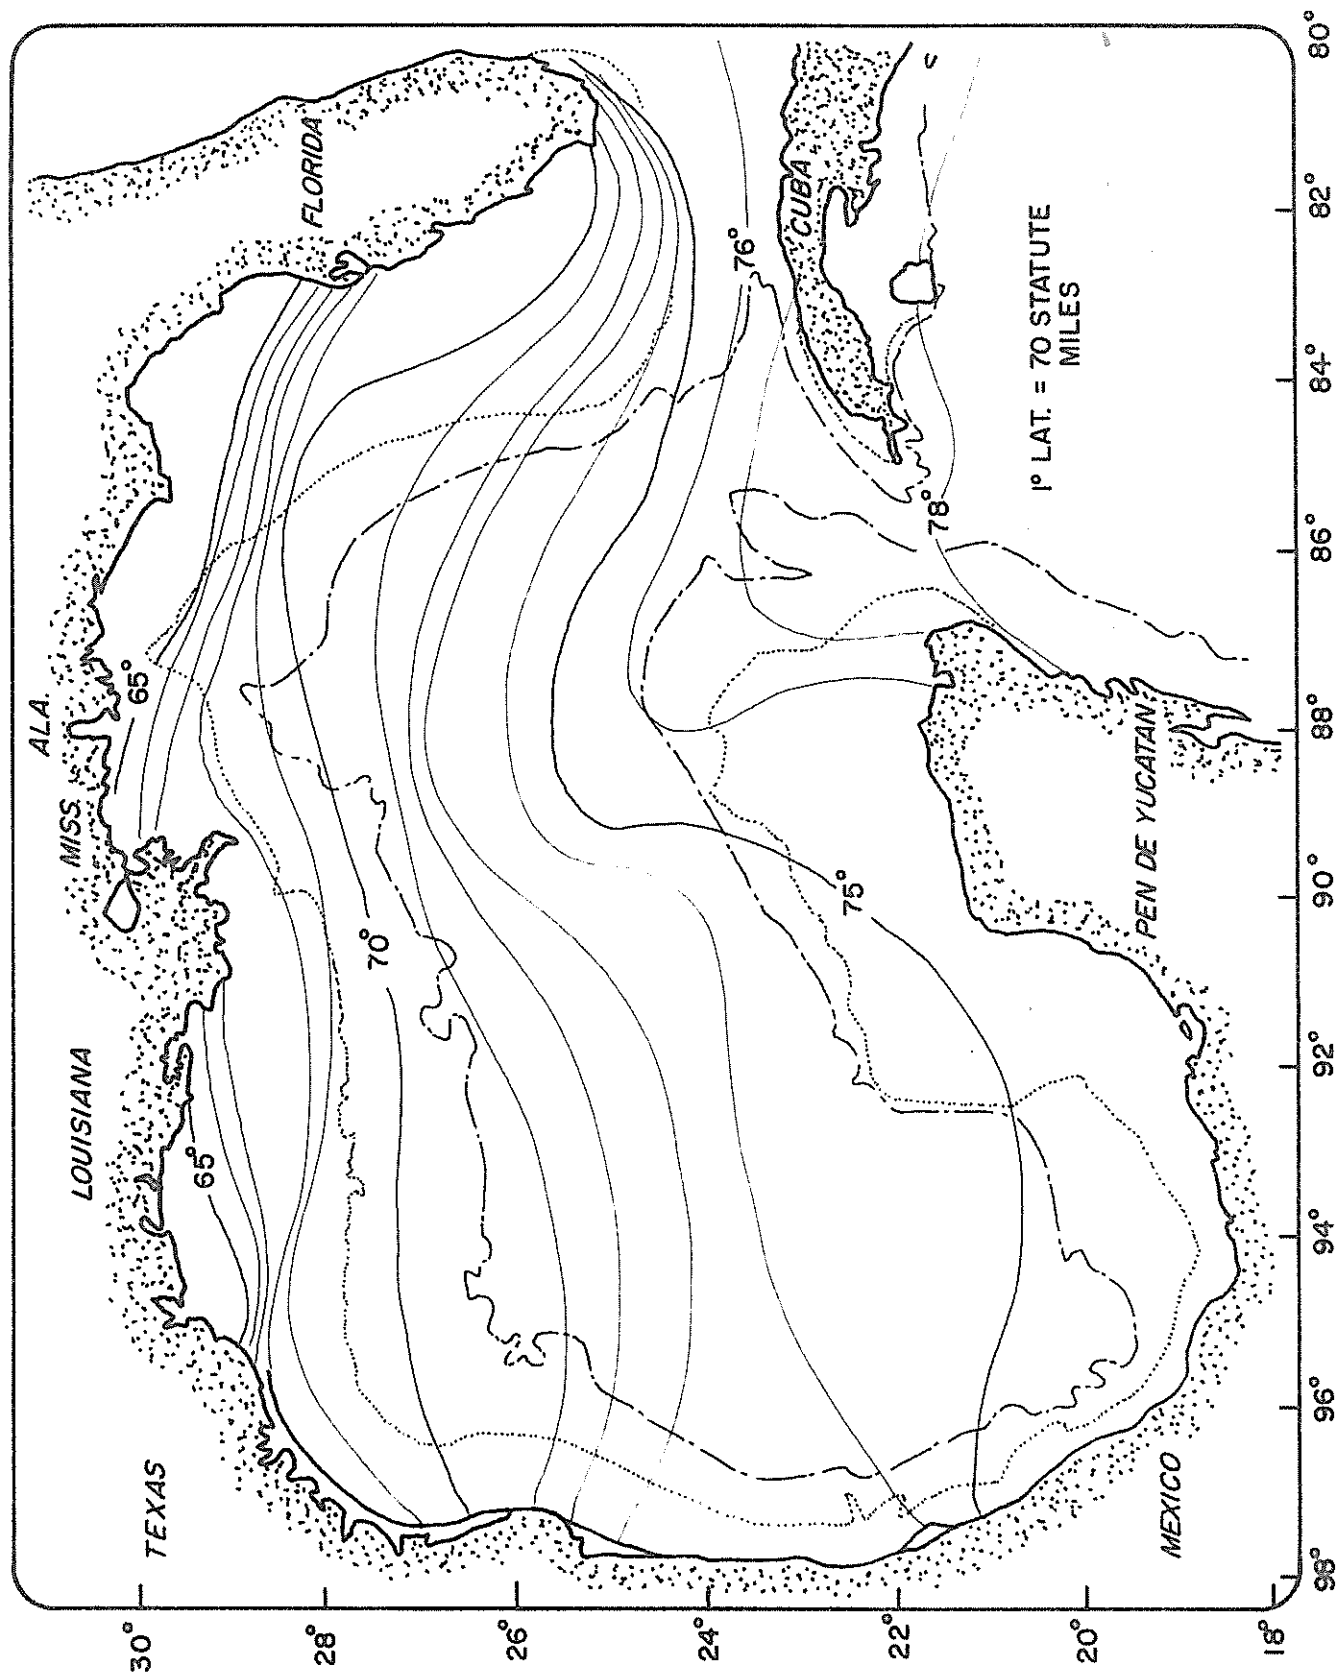 TEXAS
LOUISIANA
MISS.
ALA.
FLORIDA
65°
65°
70°
75°
76°
78°
CUBA
1° LAT. = 70 STATUTE
MILES
PEN DE YUCATAN
MEXICO
30°
28°
26°
24°
22°
20°
18°
98°
96°
94°
92°
90°
88°
86°
84°
82°
80°